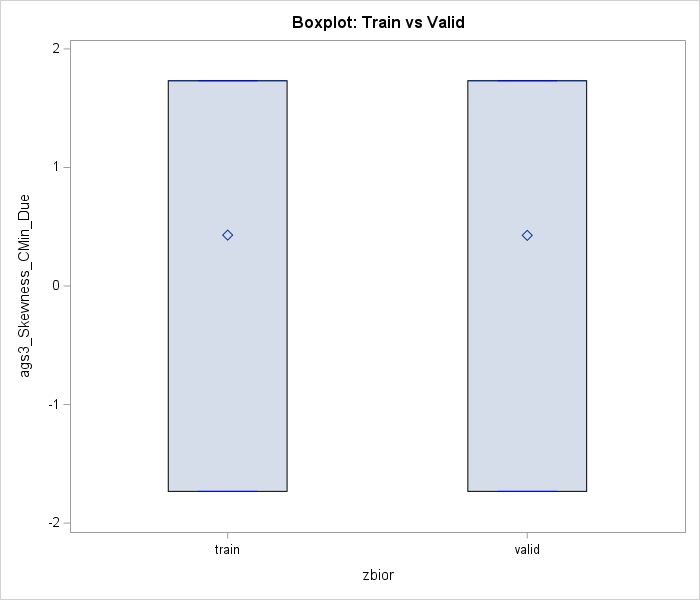 Boxplot: Train vs Valid
ags3_Skewness_CMin_Due
2
1
0
-1
-2
train
valid
zbior